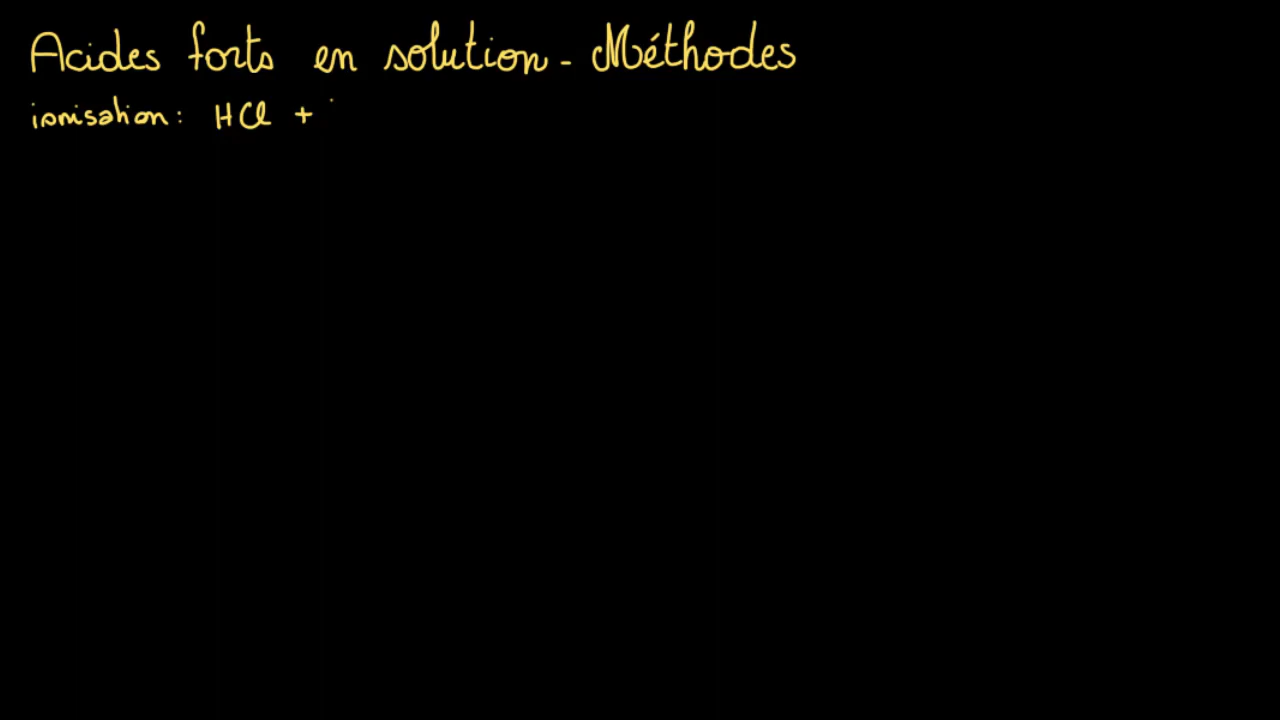 Acides forts en solution - Méthodes
ionisation: HCl +